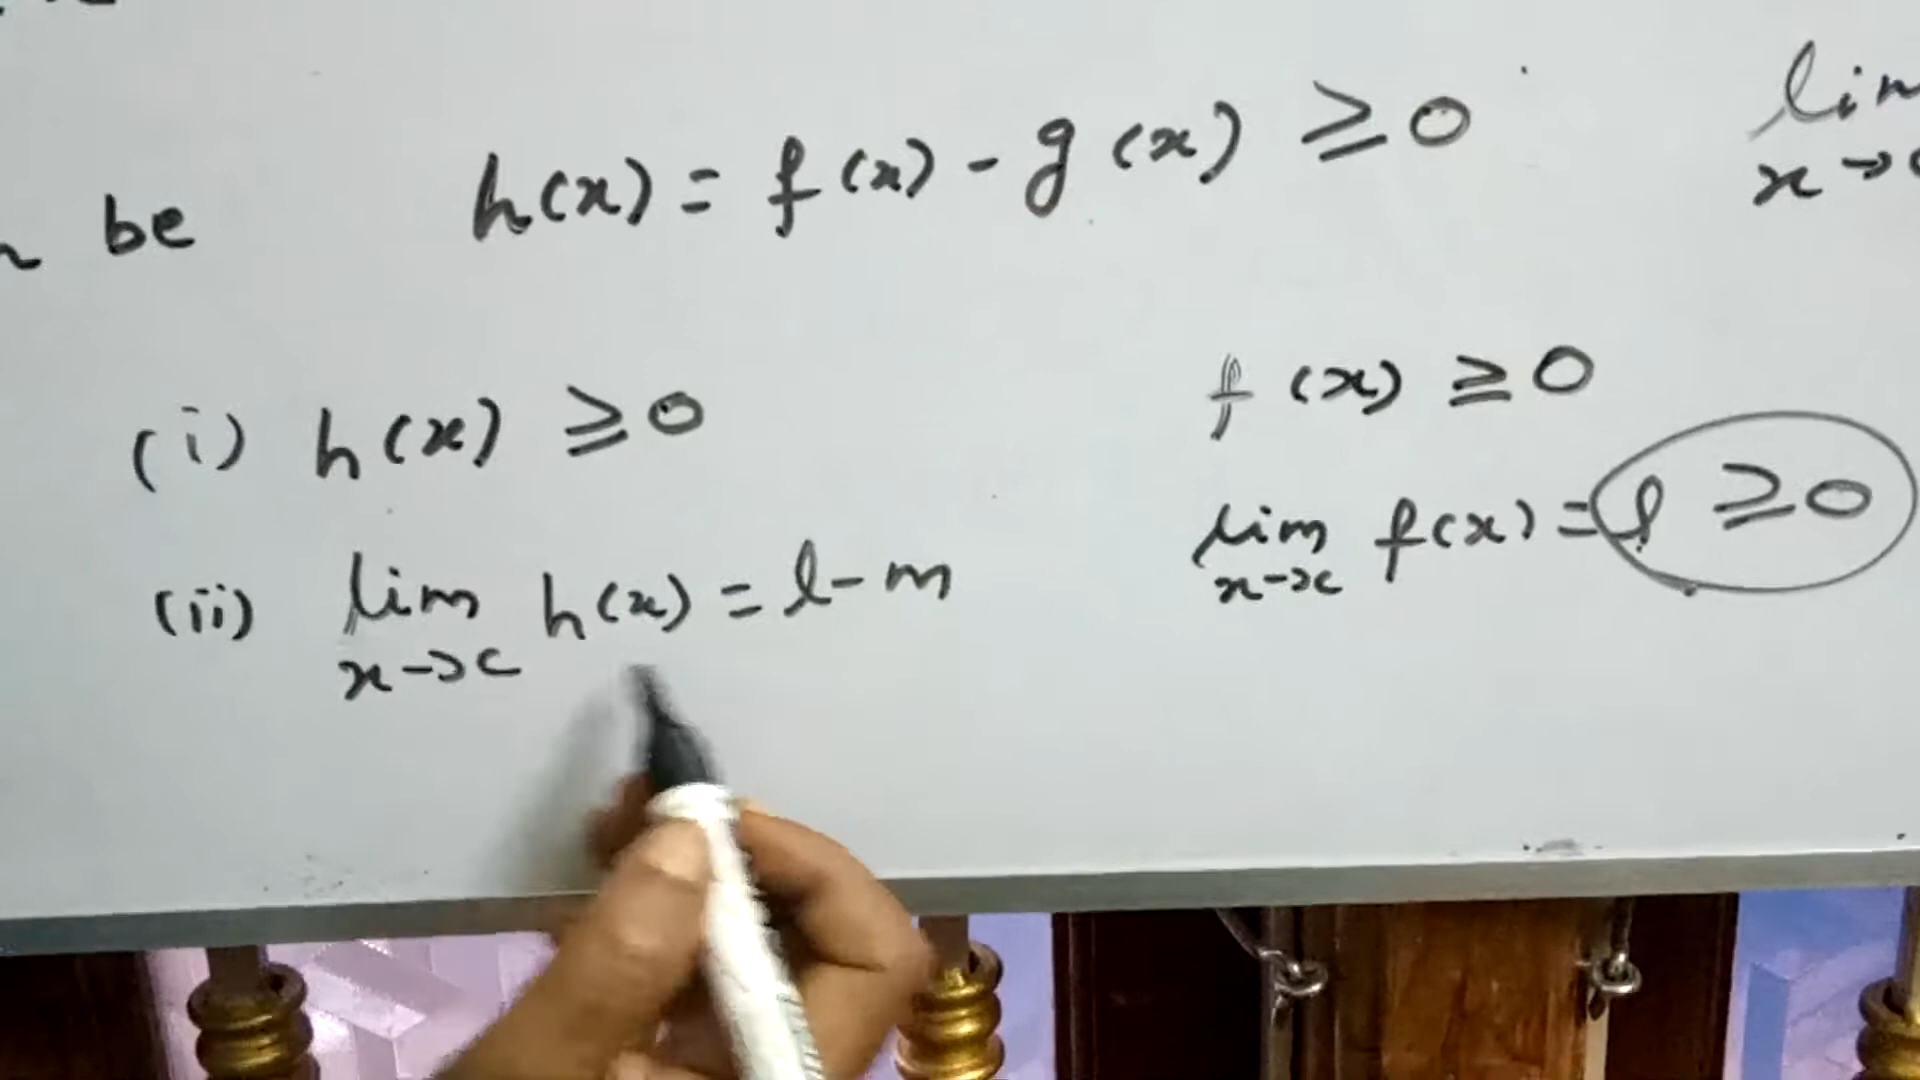 be
h(x) = f(x) - g(x) ≥ 0
lim
x→c
(i) h(x) ≥ 0
(ii) lim h(x) = l - m
x→c
f(x) ≥ 0
lim f(x) = l ≥ 0
x→c